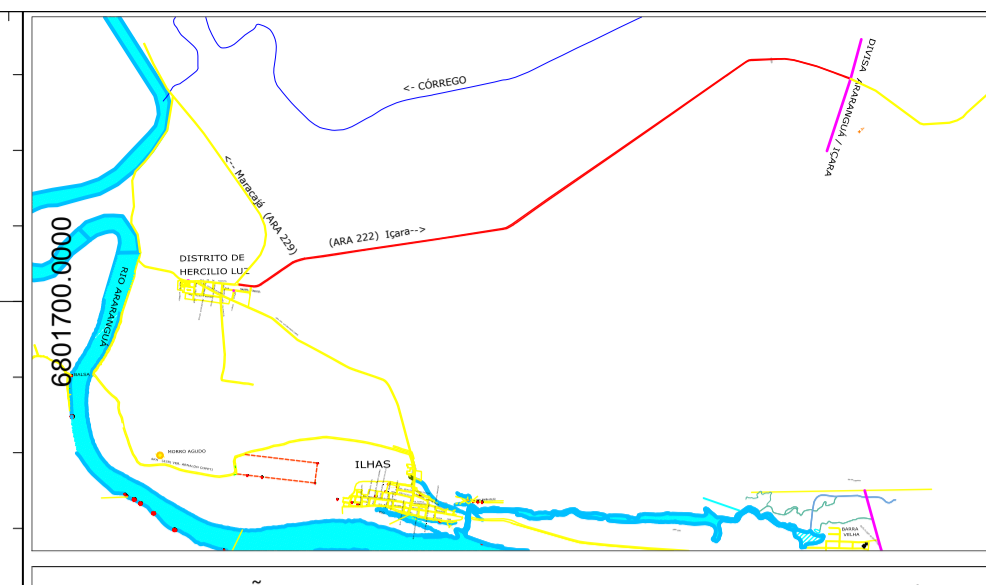 <- CÓRREGO
DIVISA ARARANGUÁ / IÇARA
<-- Maracajá (ARA 229)
(ARA 222) Içara-->
DISTRITO DE
HERCILIO LUZ
6801700.0000
RIO ARARANGUÁ
BALSA
MORRO AGUDO
ILHAS
BARRA
VELHA